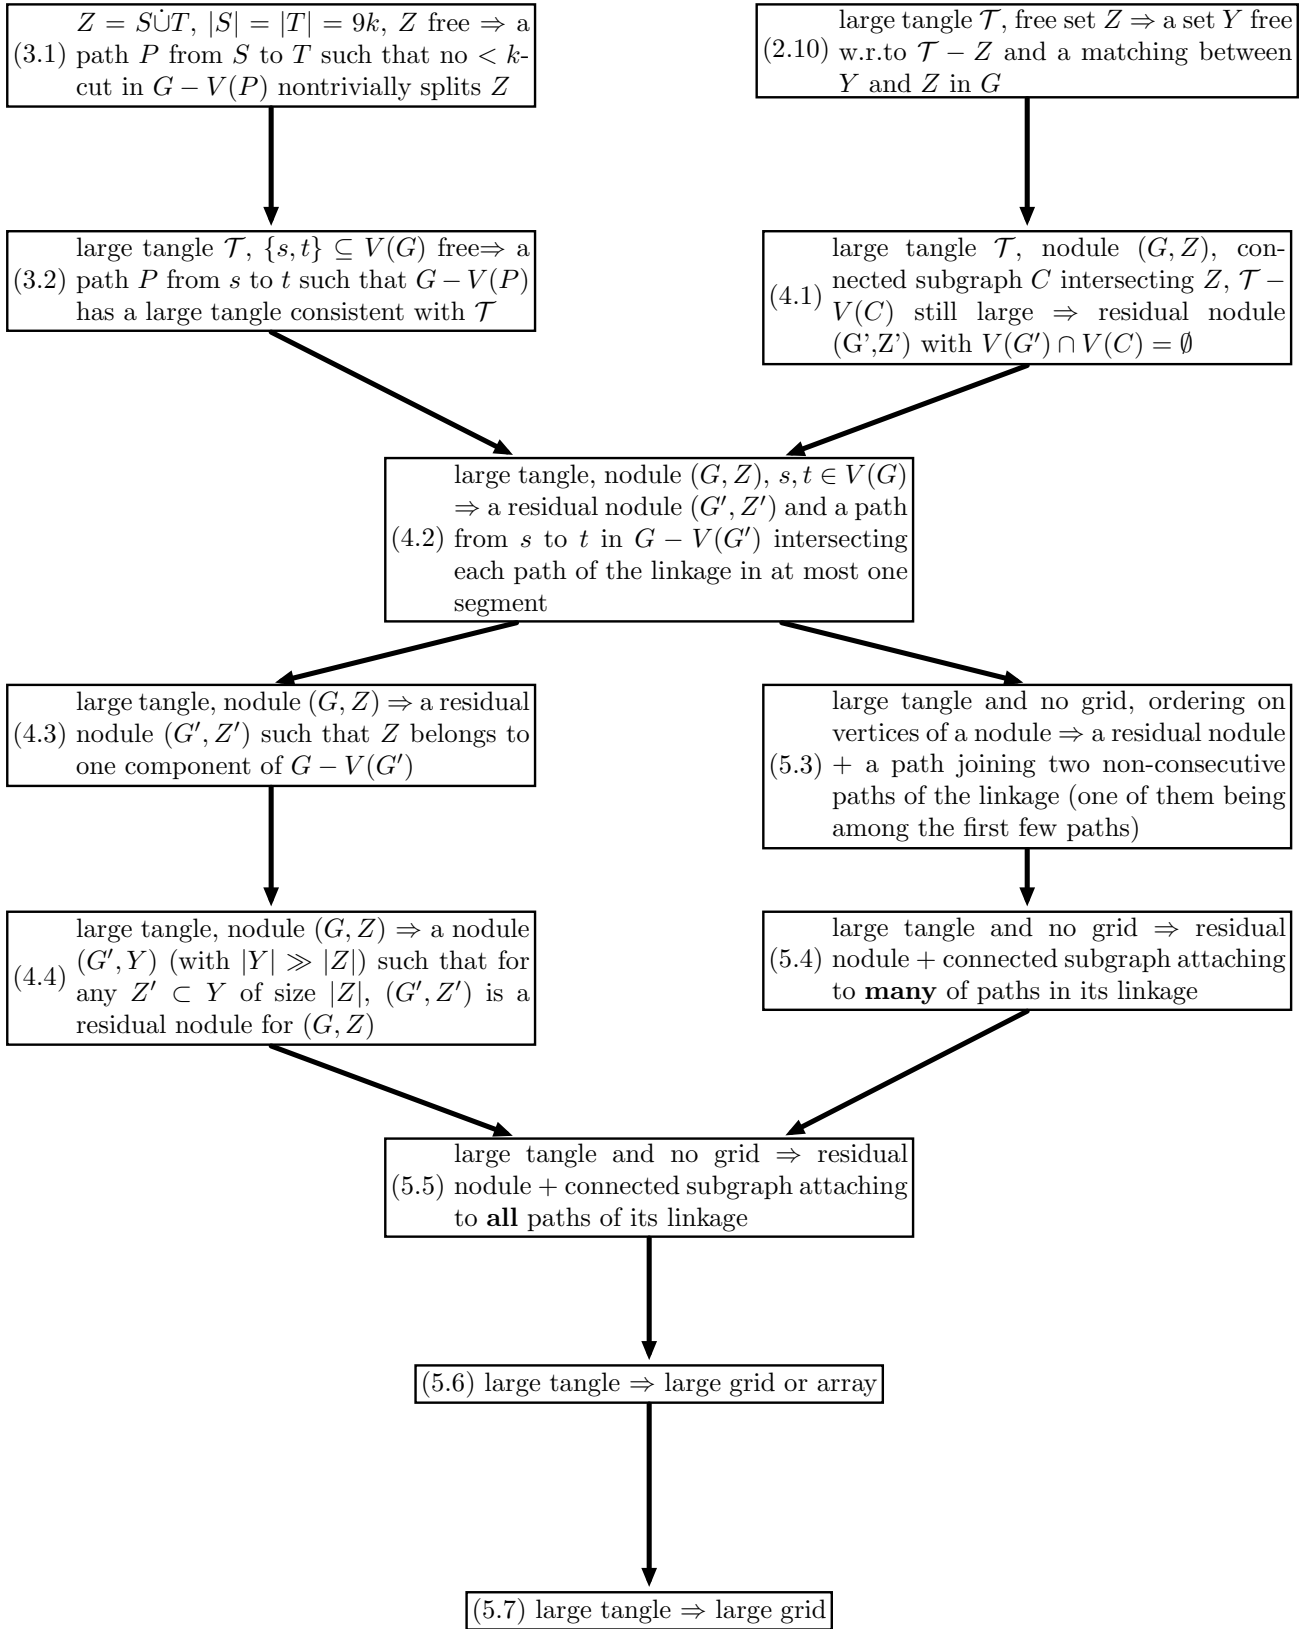 Z = S∪̇T, |S| = |T| = 9k, Z free ⇒ a
(3.1) path P from S to T such that no < k-
cut in G − V(P) nontrivially splits Z
large tangle 𝒯, free set Z ⇒ a set Y free
(2.10) w.r.to 𝒯 − Z and a matching between
Y and Z in G
large tangle 𝒯, {s, t} ⊆ V(G) free⇒ a
(3.2) path P from s to t such that G − V(P)
has a large tangle consistent with 𝒯
large tangle 𝒯, nodule (G, Z), con-
nected subgraph C intersecting Z, 𝒯 −
(4.1) V(C) still large ⇒ residual nodule
(G',Z') with V(G′) ∩ V(C) = ∅
large tangle, nodule (G, Z), s, t ∈ V(G)
⇒ a residual nodule (G′, Z′) and a path
(4.2) from s to t in G − V(G′) intersecting
each path of the linkage in at most one
segment
large tangle, nodule (G, Z) ⇒ a residual
(4.3) nodule (G′, Z′) such that Z belongs to
one component of G − V(G′)
large tangle and no grid, ordering on
vertices of a nodule ⇒ a residual nodule
(5.3) + a path joining two non-consecutive
paths of the linkage (one of them being
among the first few paths)
large tangle, nodule (G, Z) ⇒ a nodule
(4.4) (G′, Y) (with |Y| ≫ |Z|) such that for
any Z′ ⊂ Y of size |Z|, (G′, Z′) is a
residual nodule for (G, Z)
large tangle and no grid ⇒ residual
(5.4) nodule + connected subgraph attaching
to many of paths in its linkage
large tangle and no grid ⇒ residual
(5.5) nodule + connected subgraph attaching
to all paths of its linkage
(5.6) large tangle ⇒ large grid or array
(5.7) large tangle ⇒ large grid